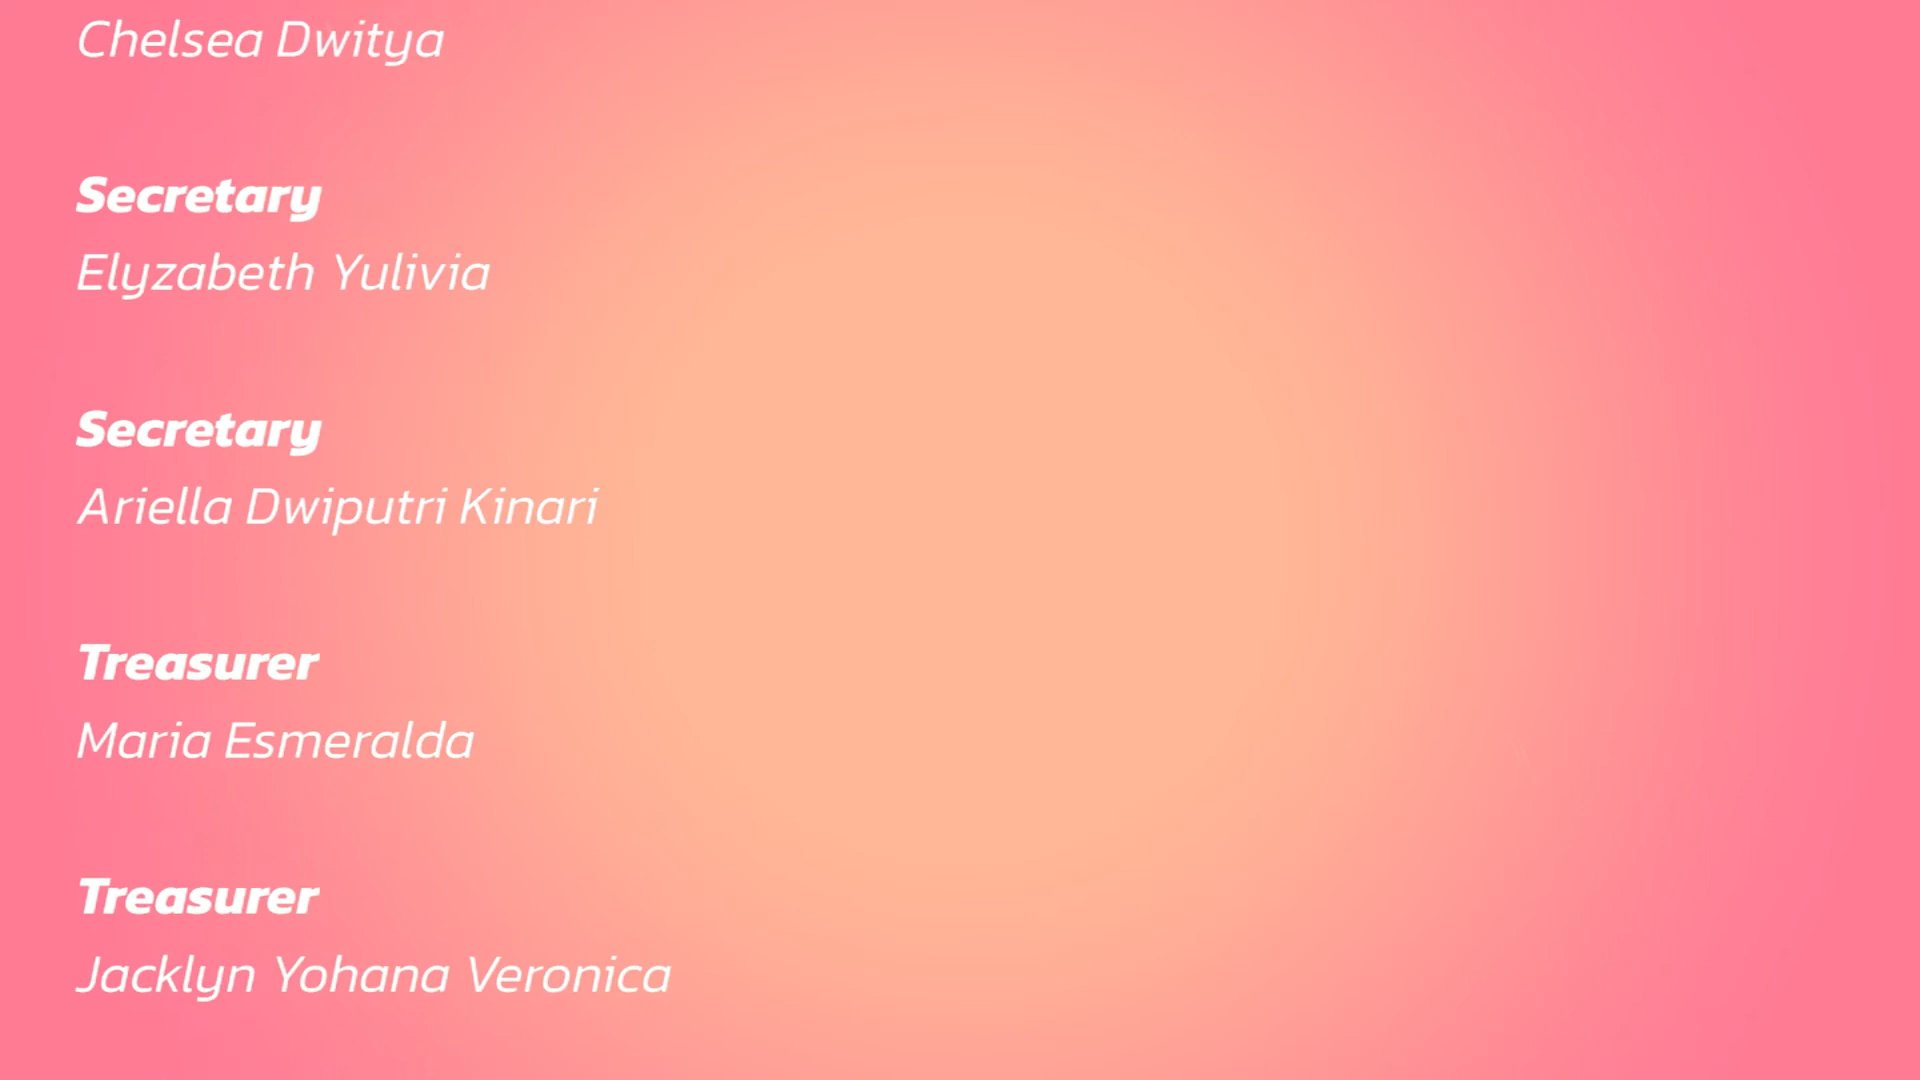 Chelsea Dwitya
Secretary
Elyzabeth Yulivia
Secretary
Ariella Dwiputri Kinari
Treasurer
Maria Esmeralda
Treasurer
Jacklyn Yohana Veronica